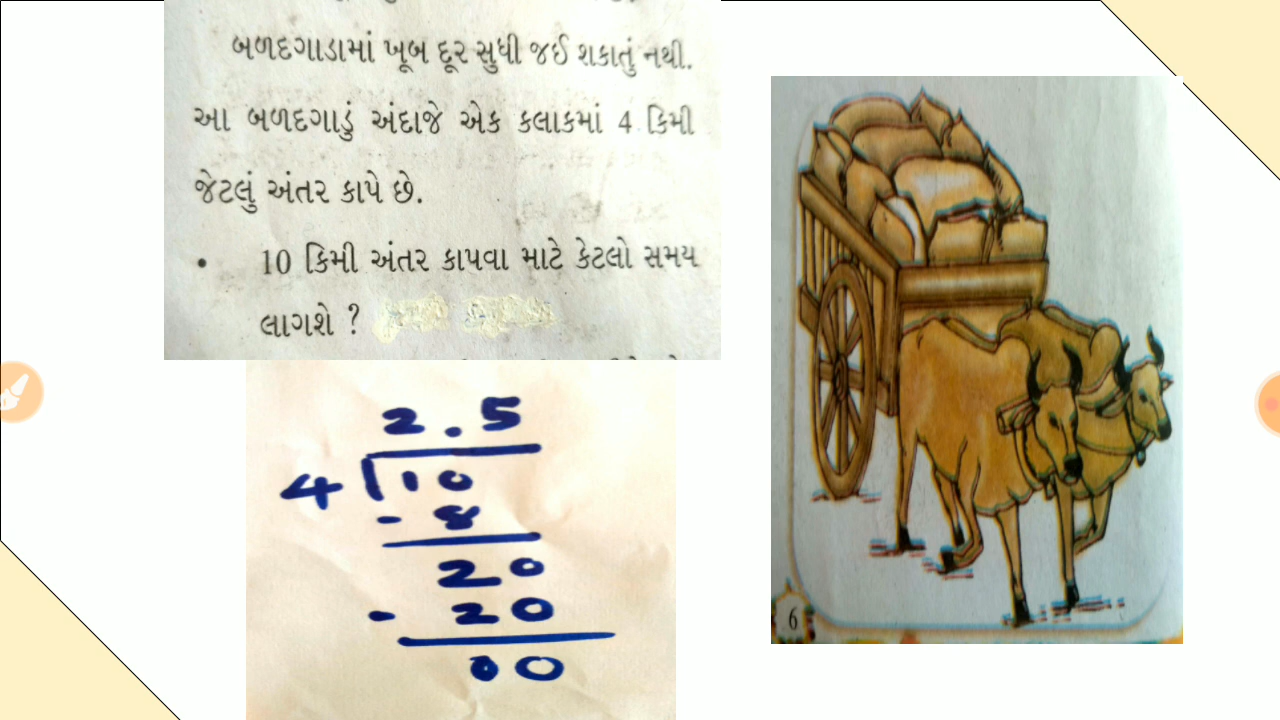 બળદગાડામાં ખૂબ દૂર સુધી જઈ શકાતું નથી.
આ બળદગાડું અંદાજે એક કલાકમાં 4 કિમી
જેટલું અંતર કાપે છે.
• 10 કિમી અંતર કાપવા માટે કેટલો સમય
લાગશે ?
2.5
4 10
- 8
20
- 20
00
6